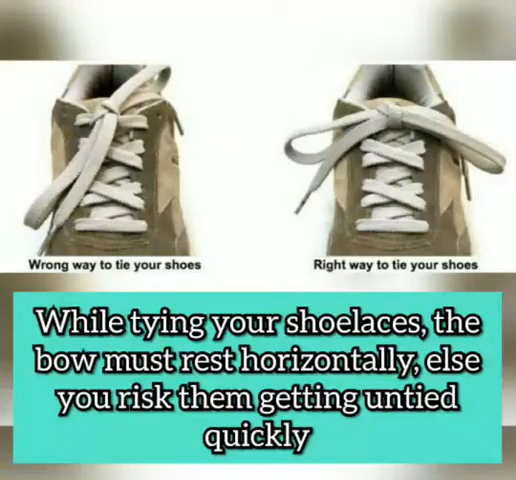 Wrong way to tie your shoes
Right way to tie your shoes
While tying your shoelaces, the
bow must rest horizontally, else
you risk them getting untied
quickly